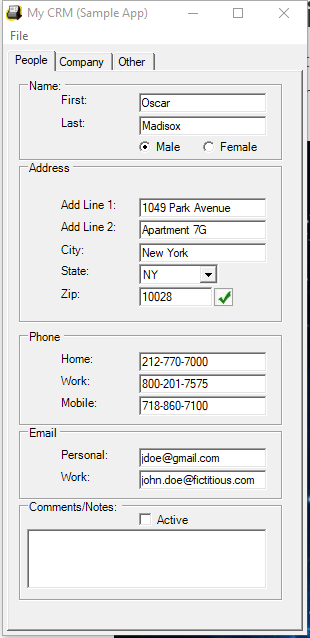 My CRM (Sample App)
File
People Company Other
Name:
First: Oscar
Last: Madisox
Male Female
Address
Add Line 1: 1049 Park Avenue
Add Line 2: Apartment 7G
City: New York
State: NY
Zip: 10028
Phone
Home: 212-770-7000
Work: 800-201-7575
Mobile: 718-860-7100
Email
Personal: jdoe@gmail.com
Work: john.doe@fictitious.com
Comments/Notes:
Active